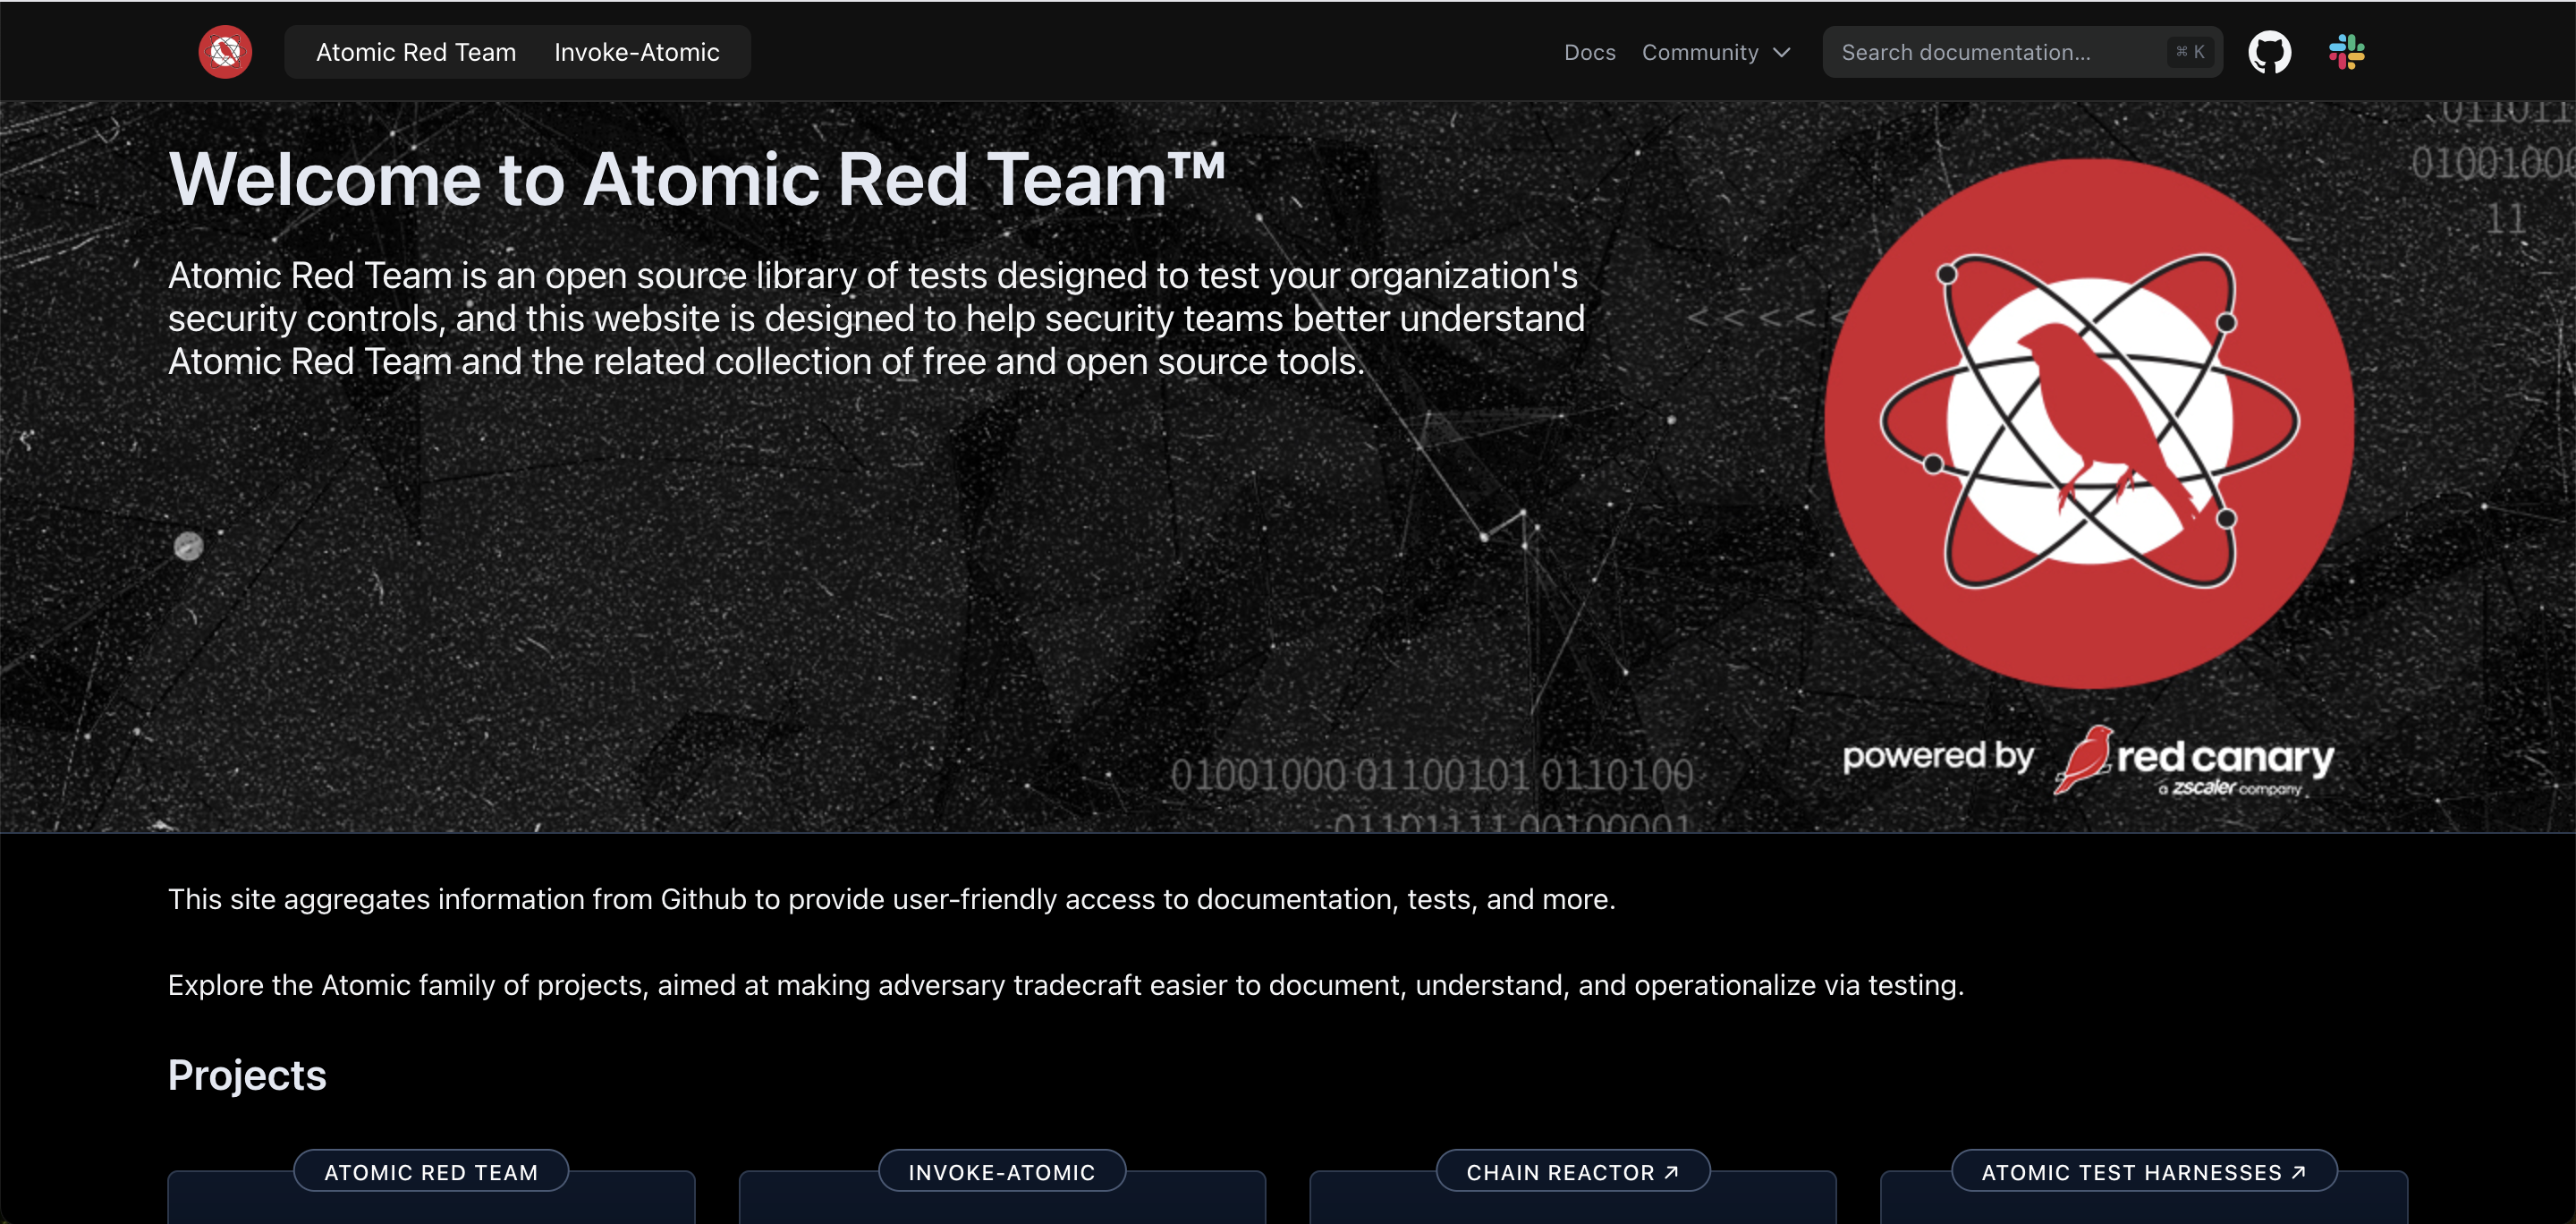 Atomic Red Team Invoke-Atomic Docs Community Search documentation... ⌘ K
Welcome to Atomic Red Team™
Atomic Red Team is an open source library of tests designed to test your organization's
security controls, and this website is designed to help security teams better understand
Atomic Red Team and the related collection of free and open source tools.
011011
0100100
11
< < < < <
powered by red canary
a zscaler company
01001000 01100101 0110100
01101111 00100001
This site aggregates information from Github to provide user-friendly access to documentation, tests, and more.
Explore the Atomic family of projects, aimed at making adversary tradecraft easier to document, understand, and operationalize via testing.
Projects
ATOMIC RED TEAM INVOKE-ATOMIC CHAIN REACTOR ↗ ATOMIC TEST HARNESSES ↗